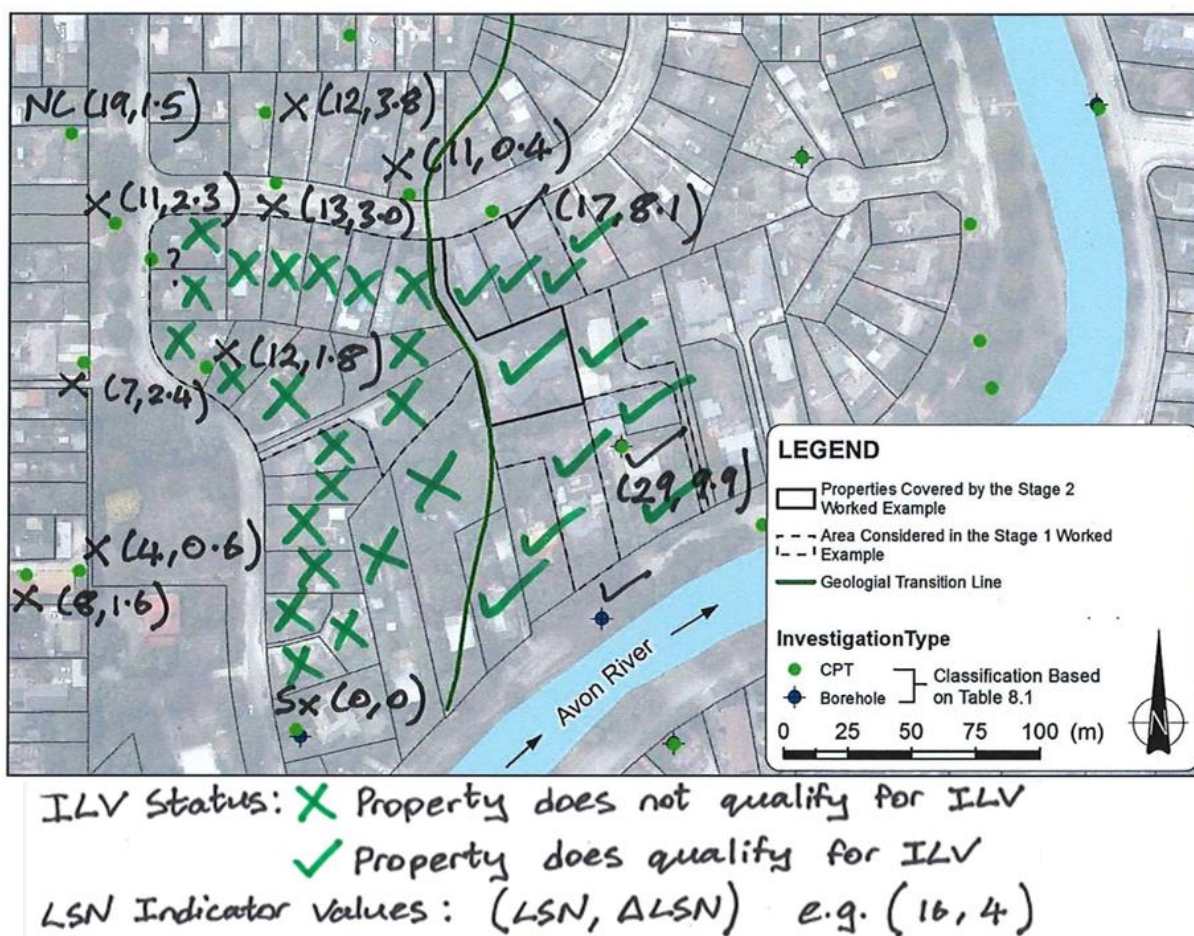 NC (19,1.5)
X (12,3.8)
X (11,0.4)
X (11,2.3)
X (13,3.0)
✓ (17,8.1)
?
X (12,1.8)
X (7,2.4)
✓
(29,9.9)
X (4,0.6)
X (8,1.6)
Sx (0,0)
Avon River
LEGEND
Properties Covered by the Stage 2
Worked Example
Area Considered in the Stage 1 Worked
Example
Geologial Transition Line
InvestigationType
CPT
Borehole
Classification Based
on Table 8.1
0 25 50 75 100 (m)
N
ILV Status: X Property does not qualify for ILV
✓ Property does qualify for ILV
LSN Indicator Values: (LSN, ΔLSN) e.g. (16, 4)